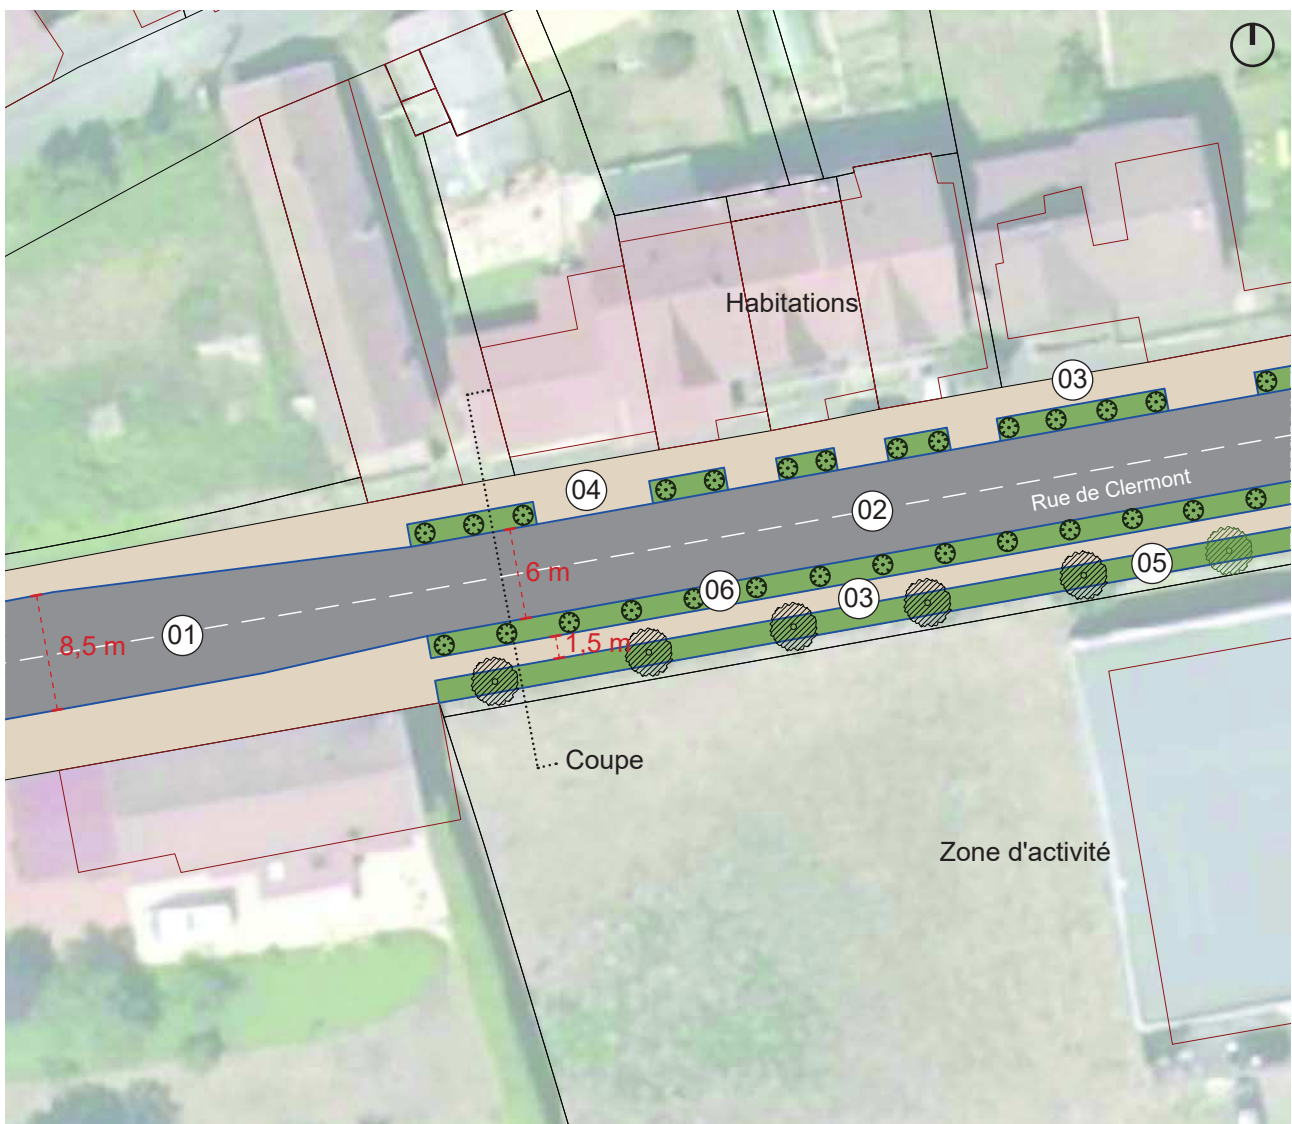 Habitations
03
04
02
Rue de Clermont
6 m
06
03
05
01
8,5 m
1,5 m
Coupe
Zone d'activité